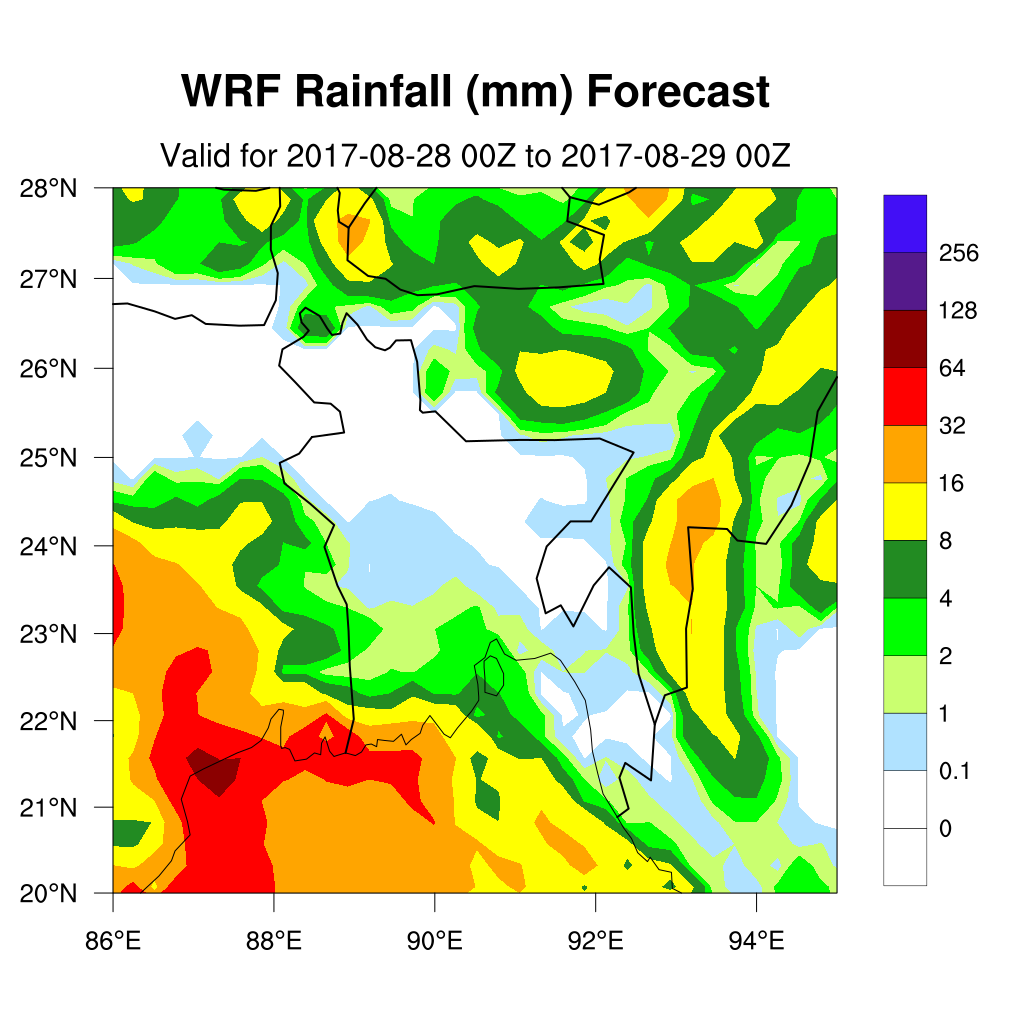 WRF Rainfall (mm) Forecast
Valid for 2017-08-28 00Z to 2017-08-29 00Z
28°N
27°N
26°N
25°N
24°N
23°N
22°N
21°N
20°N
86°E 88°E 90°E 92°E 94°E
256
128
64
32
16
8
4
2
1
0.1
0